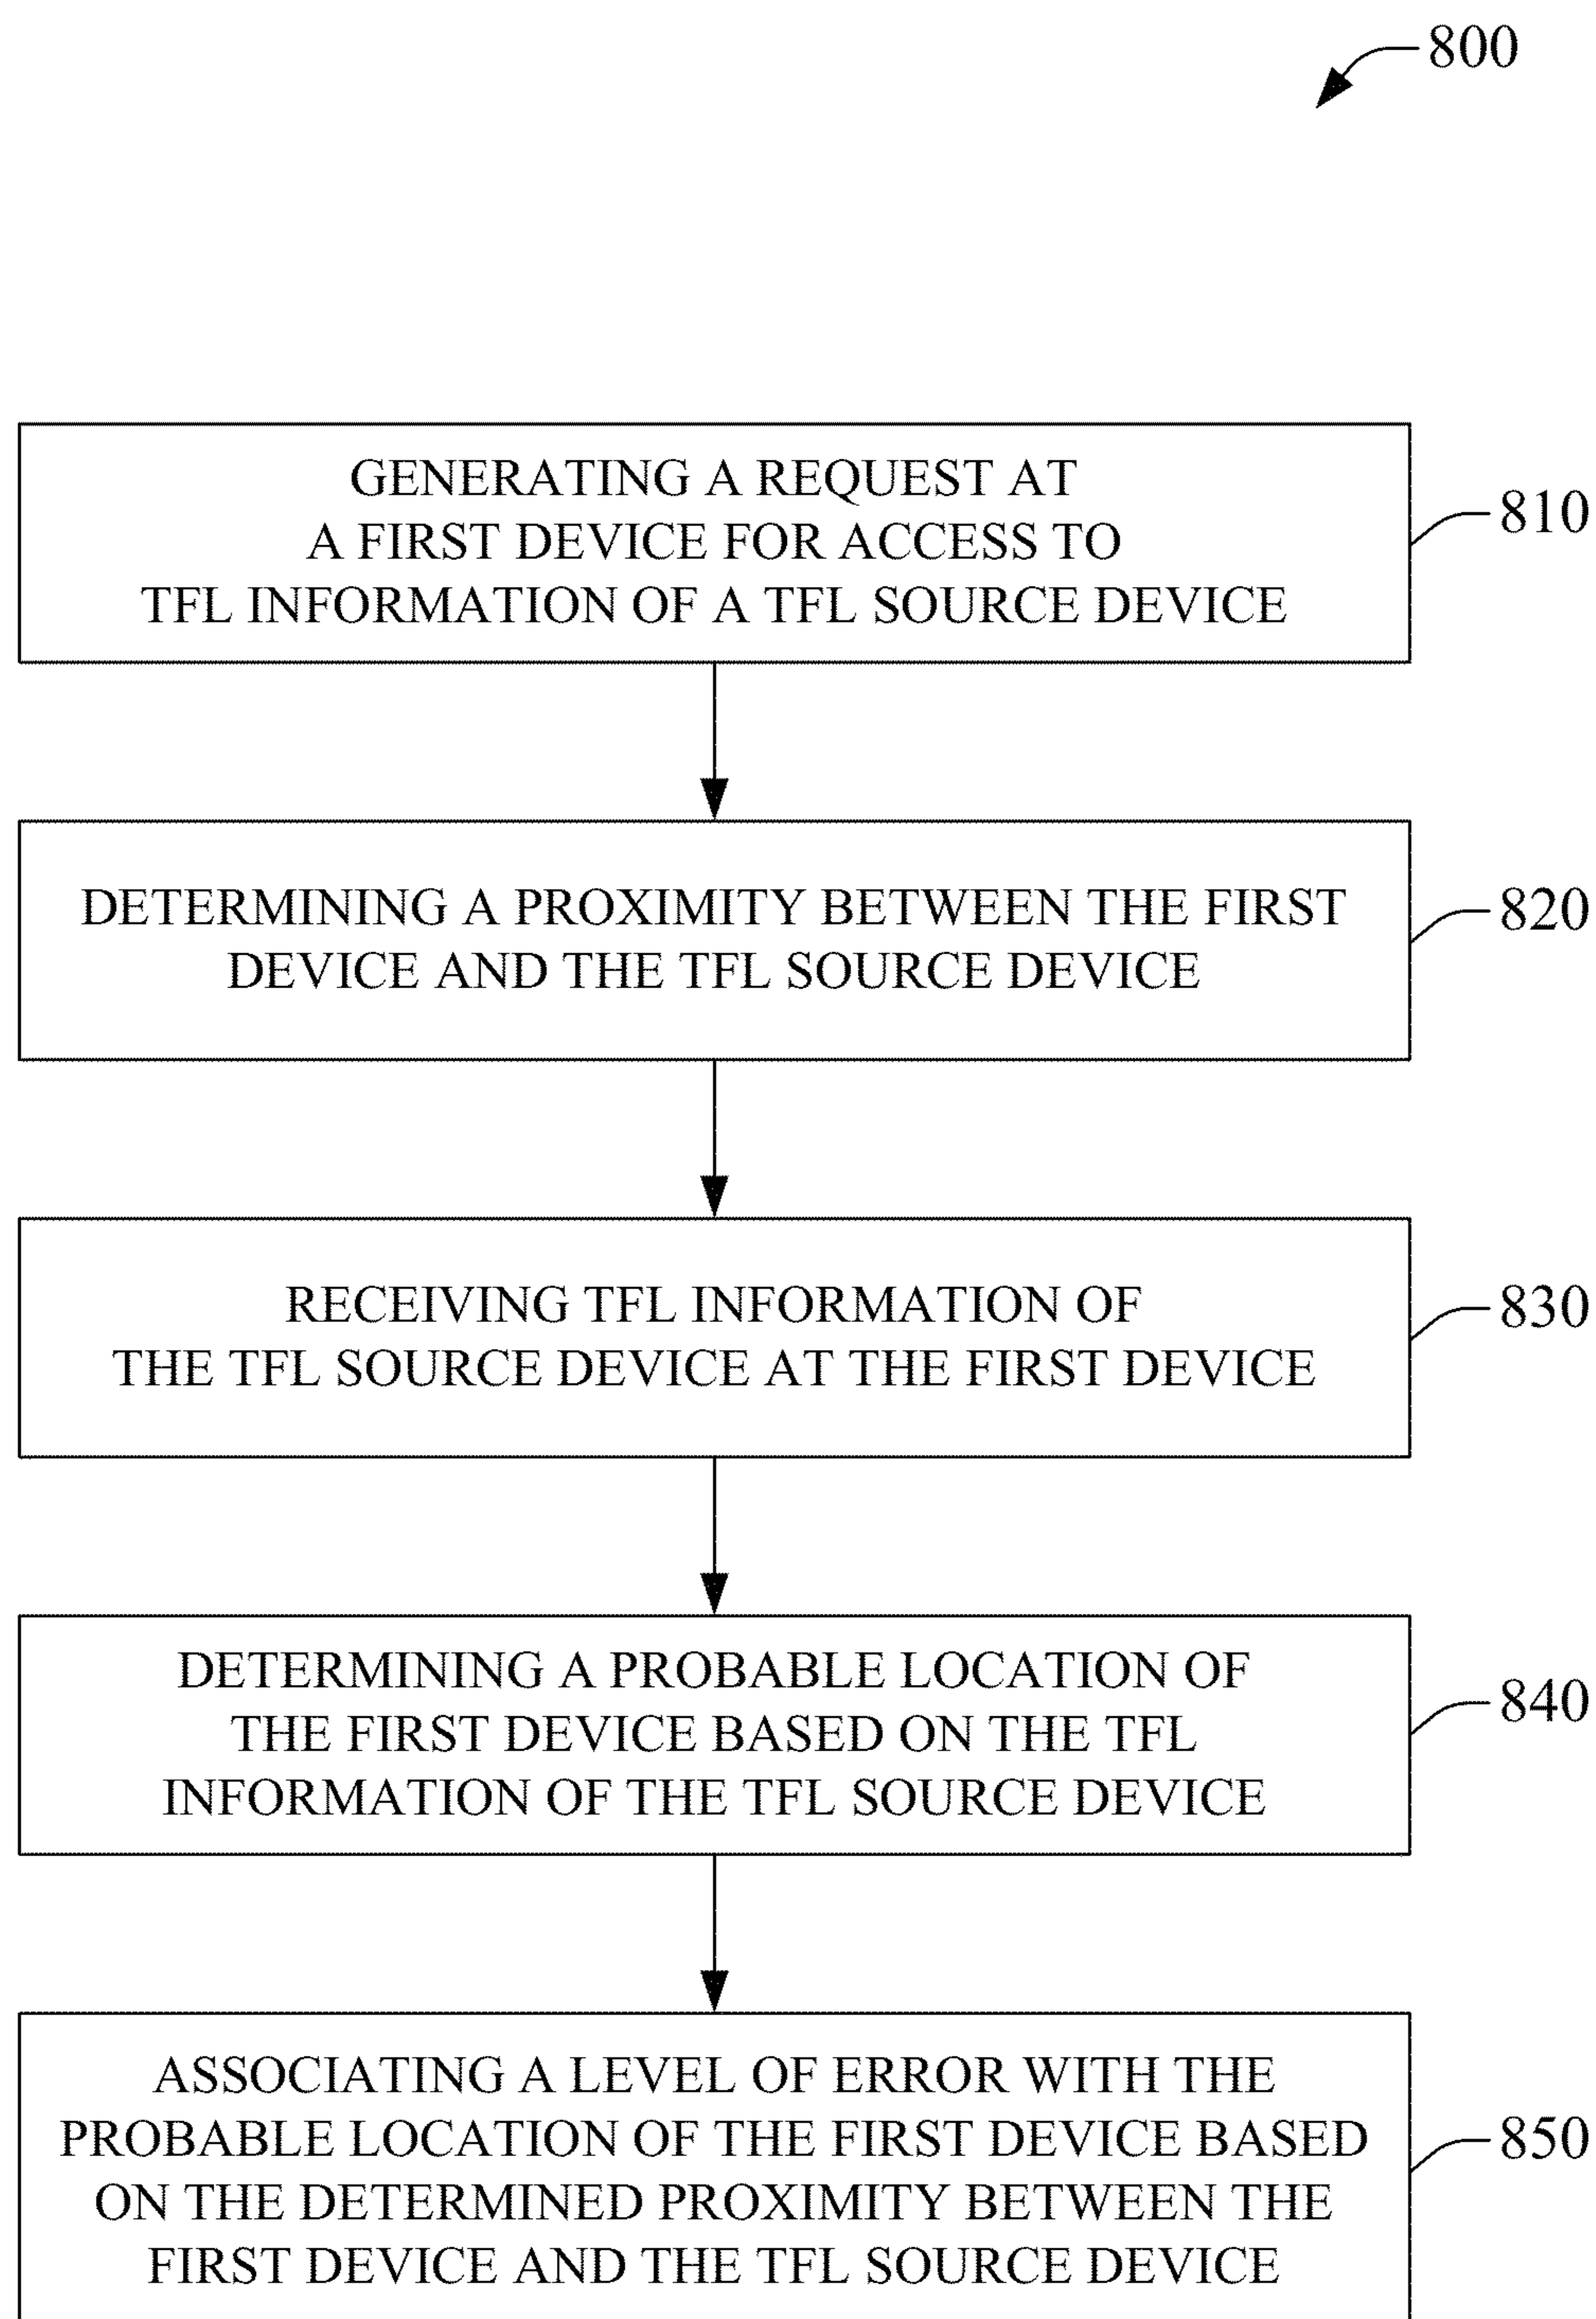 800
GENERATING A REQUEST AT
A FIRST DEVICE FOR ACCESS TO
TFL INFORMATION OF A TFL SOURCE DEVICE
810
DETERMINING A PROXIMITY BETWEEN THE FIRST
DEVICE AND THE TFL SOURCE DEVICE
820
RECEIVING TFL INFORMATION OF
THE TFL SOURCE DEVICE AT THE FIRST DEVICE
830
DETERMINING A PROBABLE LOCATION OF
THE FIRST DEVICE BASED ON THE TFL
INFORMATION OF THE TFL SOURCE DEVICE
840
ASSOCIATING A LEVEL OF ERROR WITH THE
PROBABLE LOCATION OF THE FIRST DEVICE BASED
ON THE DETERMINED PROXIMITY BETWEEN THE
FIRST DEVICE AND THE TFL SOURCE DEVICE
850